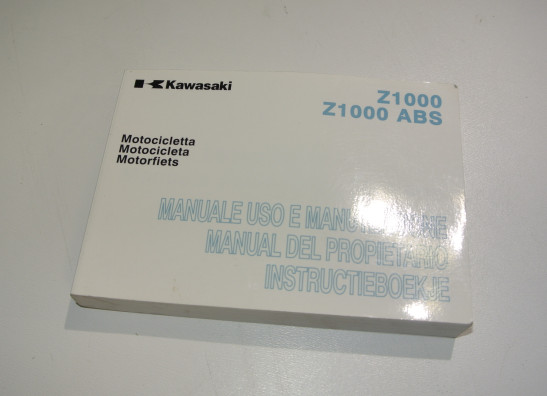 Kawasaki
Z1000
Z1000 ABS
Motocicletta
Motocicleta
Motorfiets
MANUALE USO E MANUTENZIONE
MANUAL DEL PROPIETARIO
INSTRUCTIEBOEKJE